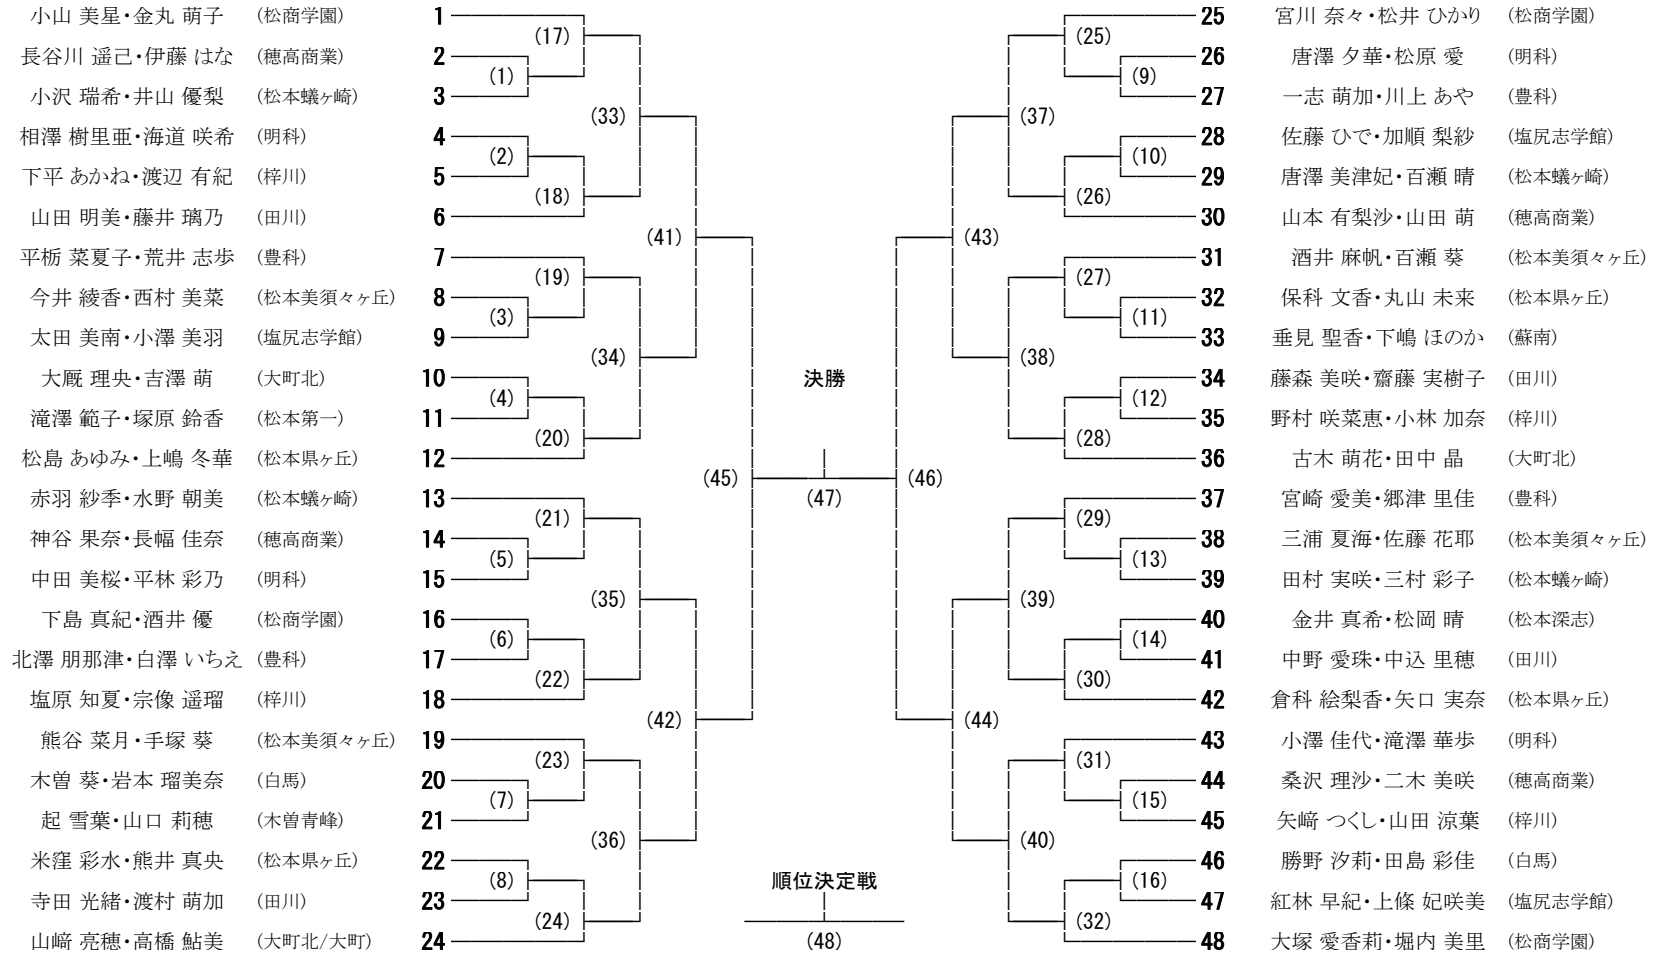 小山 美星・金丸 萌子 (松商学園) 1
長谷川 遥己・伊藤 はな (穂高商業) 2
小沢 瑞希・井山 優梨 (松本蟻ヶ崎) 3
相澤 樹里亜・海道 咲希 (明科) 4
下平 あかね・渡辺 有紀 (梓川) 5
山田 明美・藤井 璃乃 (田川) 6
平栃 菜夏子・荒井 志歩 (豊科) 7
今井 綾香・西村 美菜 (松本美須々ヶ丘) 8
太田 美南・小澤 美羽 (塩尻志学館) 9
大厩 理央・吉澤 萌 (大町北) 10
滝澤 範子・塚原 鈴香 (松本第一) 11
松島 あゆみ・上嶋 冬華 (松本県ヶ丘) 12
赤羽 紗季・水野 朝美 (松本蟻ヶ崎) 13
神谷 果奈・長幅 佳奈 (穂高商業) 14
中田 美桜・平林 彩乃 (明科) 15
下島 真紀・酒井 優 (松商学園) 16
北澤 朋那津・白澤 いちえ (豊科) 17
塩原 知夏・宗像 遥瑠 (梓川) 18
熊谷 菜月・手塚 葵 (松本美須々ヶ丘) 19
木曽 葵・岩本 瑠美奈 (白馬) 20
起 雪葉・山口 莉穂 (木曽青峰) 21
米窪 彩水・熊井 真央 (松本県ヶ丘) 22
寺田 光緒・渡村 萌加 (田川) 23
山﨑 亮穂・高橋 鮎美 (大町北/大町) 24
(1)
(2)
(3)
(4)
(5)
(6)
(7)
(8)
(17)
(18)
(19)
(20)
(21)
(22)
(23)
(24)
(33)
(34)
(35)
(36)
(41)
(42)
(45)
決勝
(47)
順位決定戦
(48)
(46)
(43)
(44)
(37)
(38)
(39)
(40)
(25)
(26)
(27)
(28)
(29)
(30)
(31)
(32)
(9)
(10)
(11)
(12)
(13)
(14)
(15)
(16)
25 宮川 奈々・松井 ひかり (松商学園)
26 唐澤 夕華・松原 愛 (明科)
27 一志 萌加・川上 あや (豊科)
28 佐藤 ひで・加順 梨紗 (塩尻志学館)
29 唐澤 美津妃・百瀬 晴 (松本蟻ヶ崎)
30 山本 有梨沙・山田 萌 (穂高商業)
31 酒井 麻帆・百瀬 葵 (松本美須々ヶ丘)
32 保科 文香・丸山 未来 (松本県ヶ丘)
33 垂見 聖香・下嶋 ほのか (蘇南)
34 藤森 美咲・齋藤 実樹子 (田川)
35 野村 咲菜恵・小林 加奈 (梓川)
36 古木 萌花・田中 晶 (大町北)
37 宮崎 愛美・郷津 里佳 (豊科)
38 三浦 夏海・佐藤 花耶 (松本美須々ヶ丘)
39 田村 実咲・三村 彩子 (松本蟻ヶ崎)
40 金井 真希・松岡 晴 (松本深志)
41 中野 愛珠・中込 里穂 (田川)
42 倉科 絵梨香・矢口 実奈 (松本県ヶ丘)
43 小澤 佳代・滝澤 華歩 (明科)
44 桑沢 理沙・二木 美咲 (穂高商業)
45 矢﨑 つくし・山田 涼葉 (梓川)
46 勝野 汐莉・田島 彩佳 (白馬)
47 紅林 早紀・上條 妃咲美 (塩尻志学館)
48 大塚 愛香莉・堀内 美里 (松商学園)